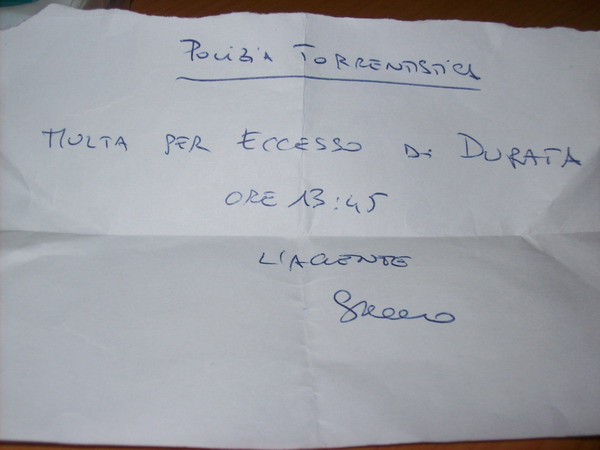 Polizia Torrentistica
Multa per Eccesso di Durata
ore 13:45
L'Agente